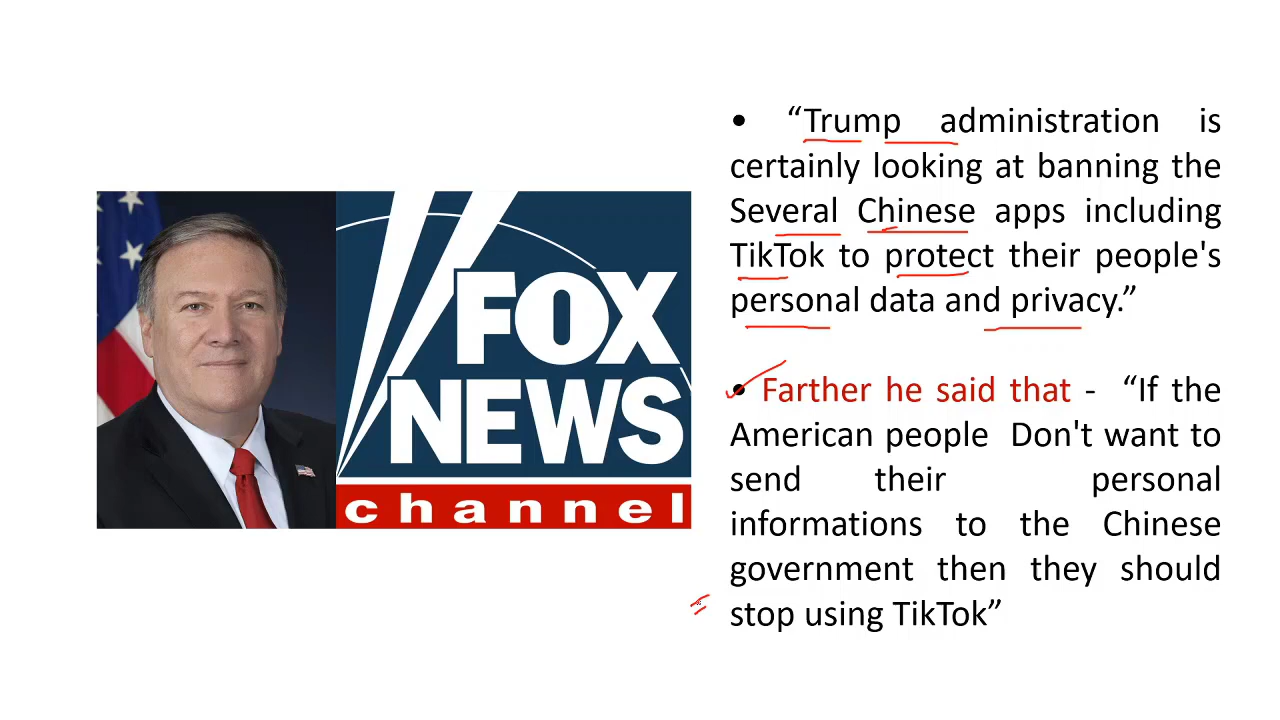 FOX
NEWS
channel
• “Trump administration is
certainly looking at banning the
Several Chinese apps including
TikTok to protect their people's
personal data and privacy.”
• Farther he said that - “If the
American people Don't want to
send their personal
informations to the Chinese
government then they should
stop using TikTok”